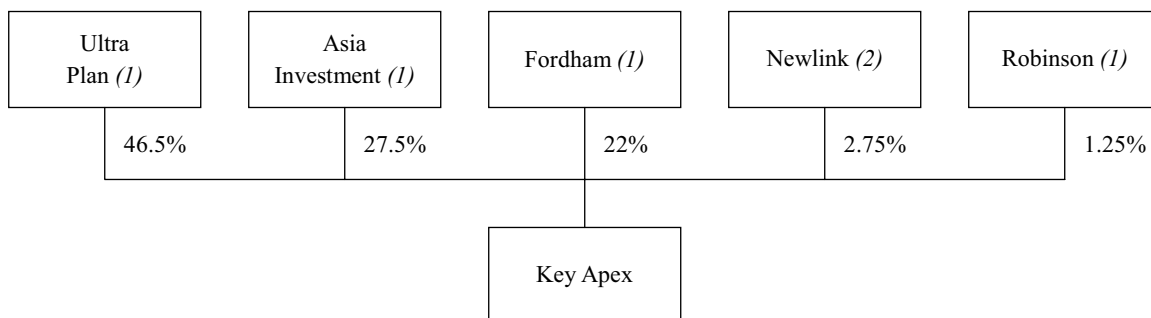 Ultra
Plan (1)
Asia
Investment (1)
Fordham (1)
Newlink (2)
Robinson (1)
46.5%
27.5%
22%
2.75%
1.25%
Key Apex